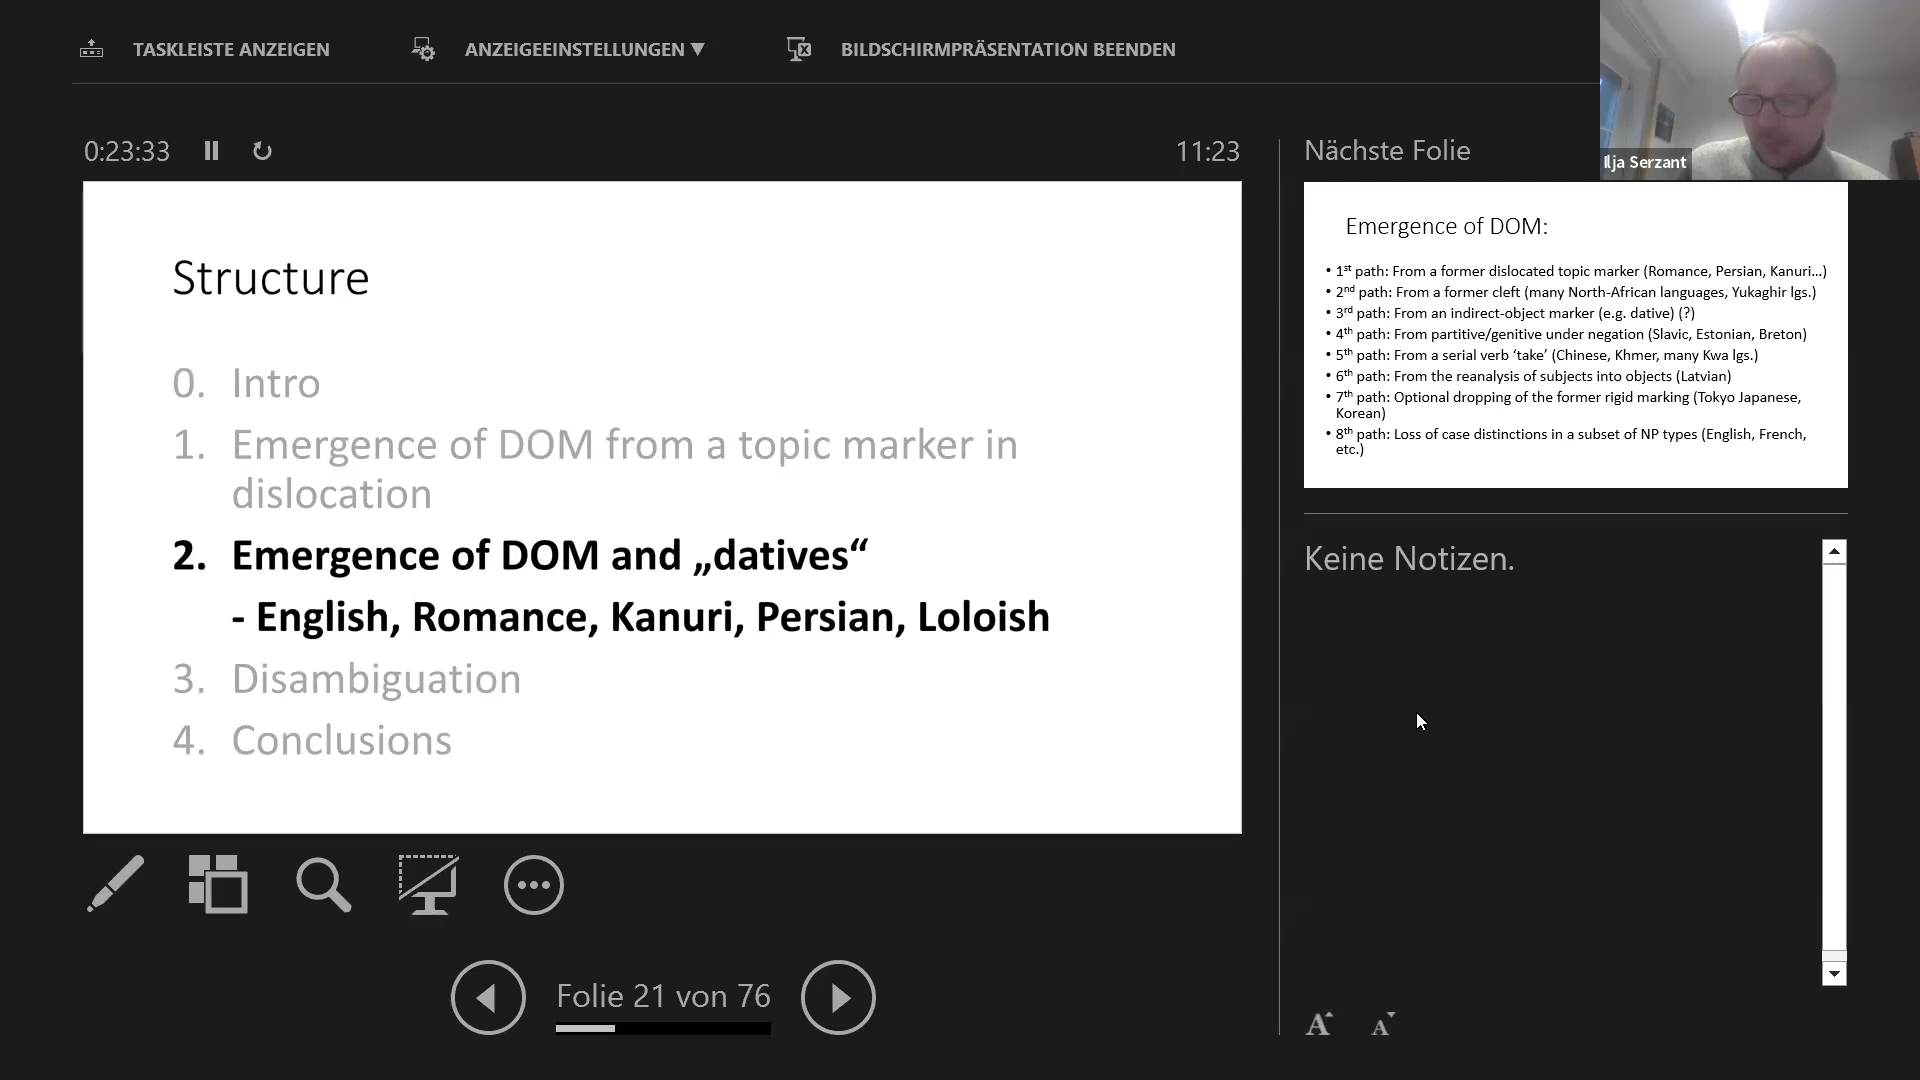 TASKLEISTE ANZEIGEN
ANZEIGEEINSTELLUNGEN ▼
BILDSCHIRMPRÄSENTATION BEENDEN
0:23:33
11:23
Structure
0. Intro
1. Emergence of DOM from a topic marker in
dislocation
2. Emergence of DOM and „datives“
- English, Romance, Kanuri, Persian, Loloish
3. Disambiguation
4. Conclusions
Folie 21 von 76
Nächste Folie
Ilja Serzant
Emergence of DOM:
• 1st path: From a former dislocated topic marker (Romance, Persian, Kanuri...)
• 2nd path: From a former cleft (many North-African languages, Yukaghir lgs.)
• 3rd path: From an indirect-object marker (e.g. dative) (?)
• 4th path: From partitive/genitive under negation (Slavic, Estonian, Breton)
• 5th path: From a serial verb ‘take’ (Chinese, Khmer, many Kwa lgs.)
• 6th path: From the reanalysis of subjects into objects (Latvian)
• 7th path: Optional dropping of the former rigid marking (Tokyo Japanese,
Korean)
• 8th path: Loss of case distinctions in a subset of NP types (English, French,
etc.)
Keine Notizen.
A A